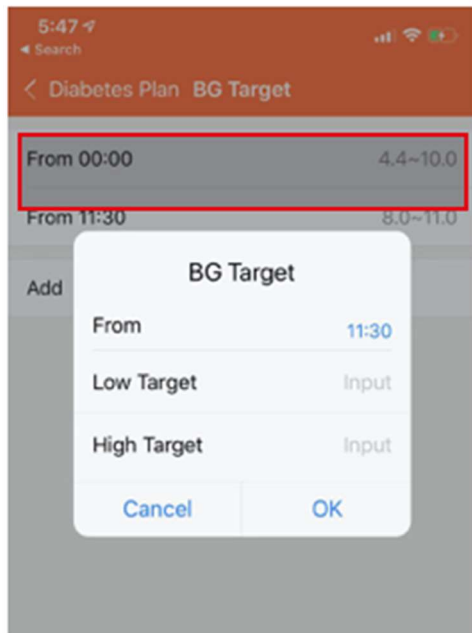 5:47
Search
Diabetes Plan BG Target
From 00:00 4.4~10.0
From 11:30 8.0~11.0
Add
BG Target
From 11:30
Low Target Input
High Target Input
Cancel OK